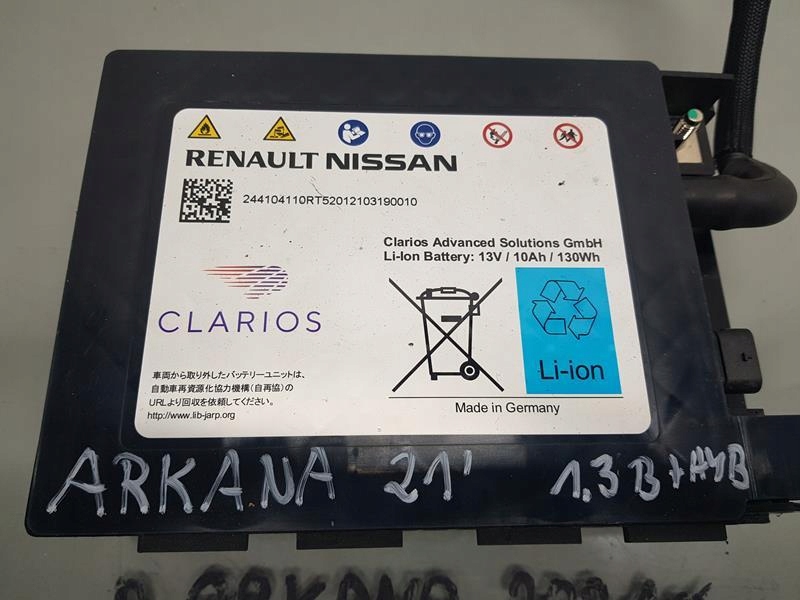 RENAULT NISSAN
244104110RT52012103190010
Clarios Advanced Solutions GmbH
Li-Ion Battery: 13V / 10Ah / 130Wh
CLARIOS
Li-ion
車両から取り外したバッテリーユニットは、
自動車再資源化協力機構（自再協）の
URLより回収を依頼してください。
http://www.lib-jarp.org
Made in Germany
ARKANA 21' 1.3 B+HYB
ARKANA